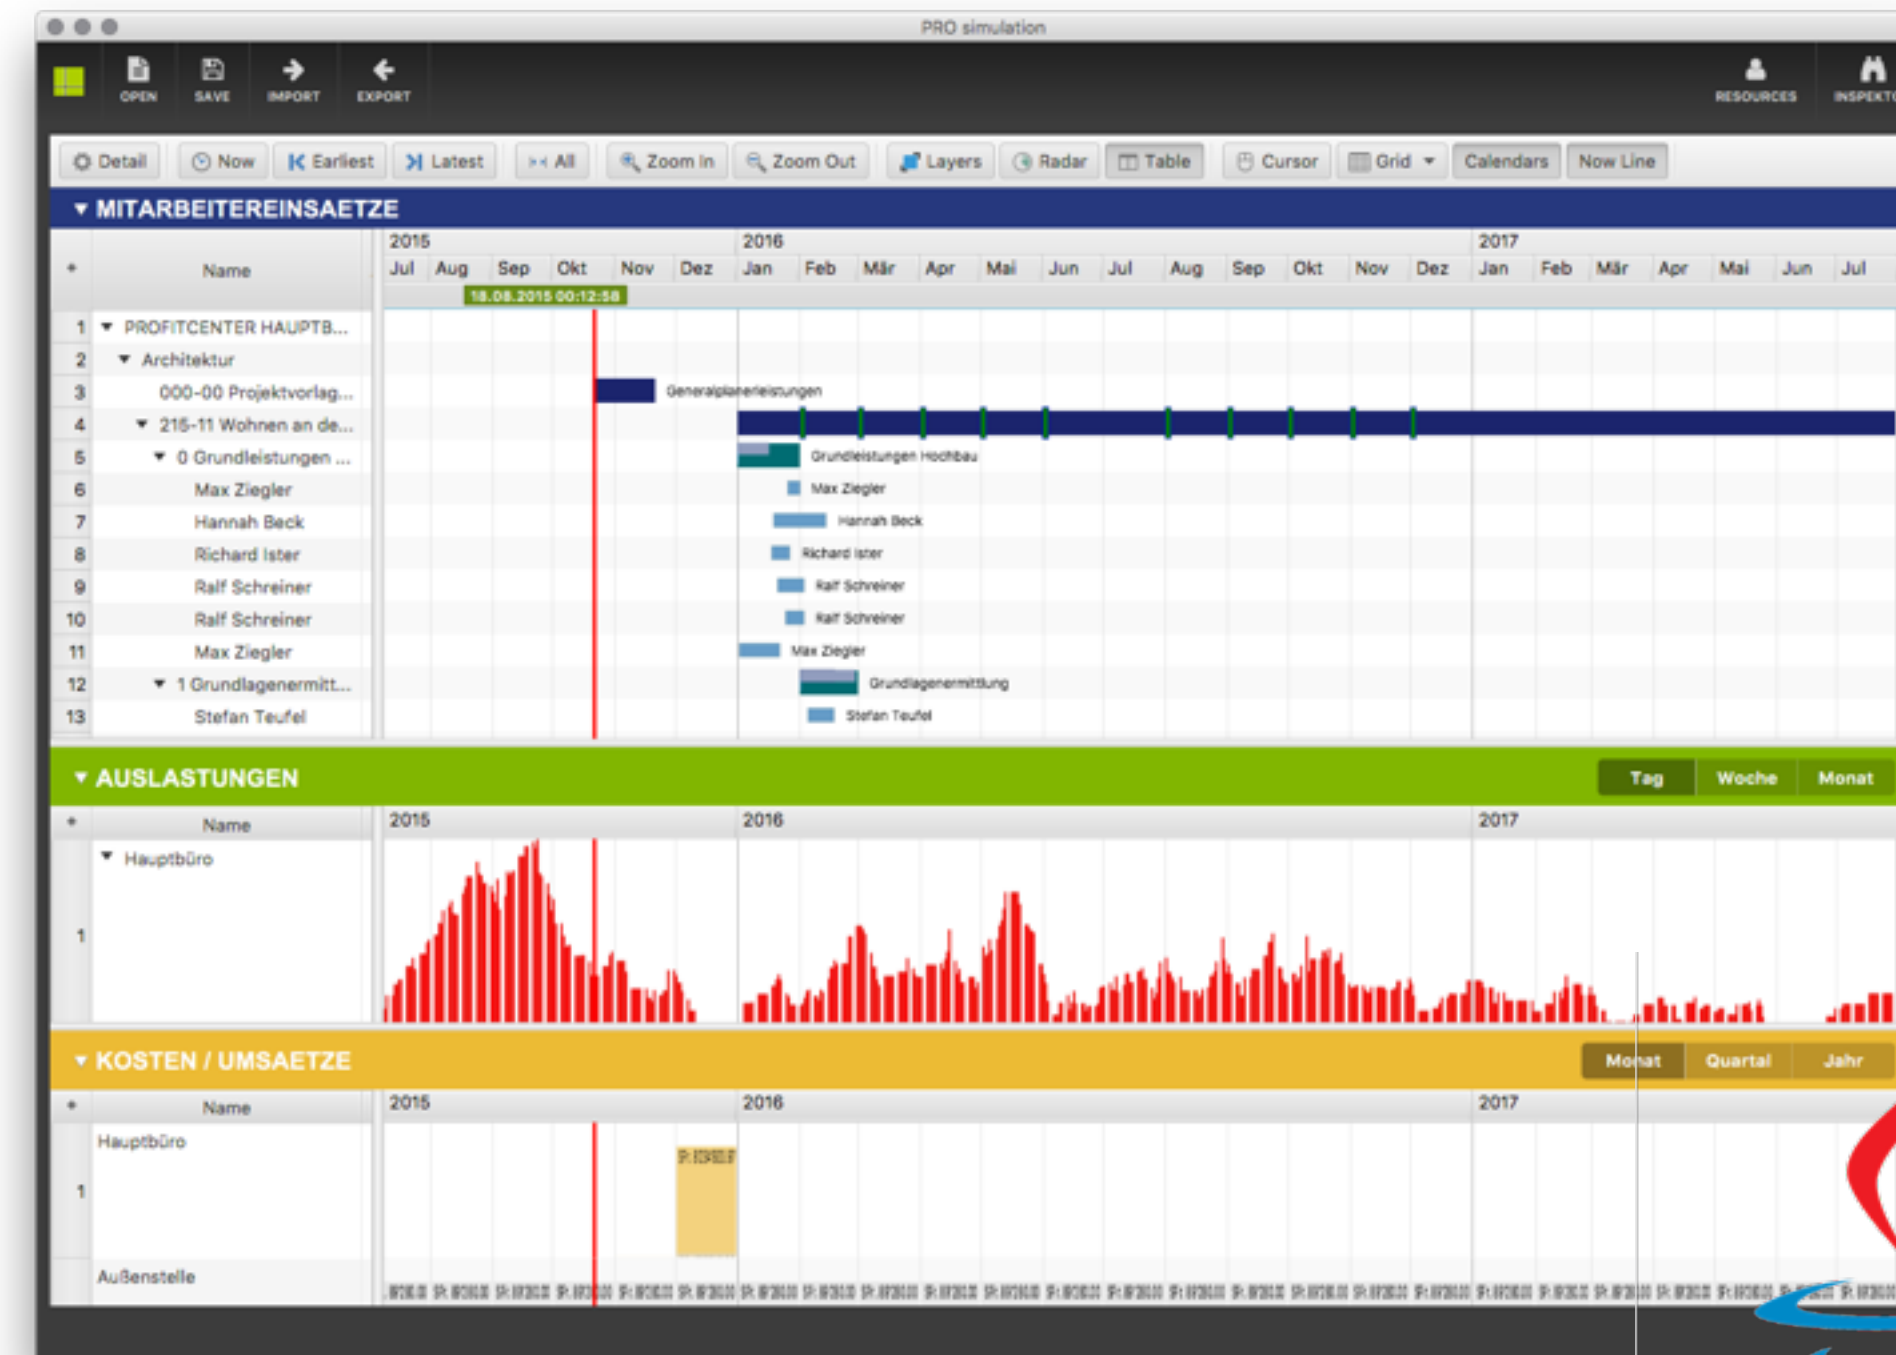 PRO simulation
OPEN SAVE IMPORT EXPORT RESOURCES INSPEKTO
Detail Now Earliest Latest All Zoom In Zoom Out Layers Radar Table Cursor Grid Calendars Now Line
MITARBEITEREINSAETZE
2015 2016 2017
+ Name Jul Aug Sep Okt Nov Dez Jan Feb Mär Apr Mai Jun Jul Aug Sep Okt Nov Dez Jan Feb Mär Apr Mai Jun Jul
18.08.2015 00:12:58
1 PROFITCENTER HAUPTB...
2 Architektur
3 000-00 Projektvorlag... Generalplanerleistungen
4 215-11 Wohnen an de...
5 0 Grundleistungen ... Grundleistungen Hochbau
6 Max Ziegler Max Ziegler
7 Hannah Beck Hannah Beck
8 Richard Ister Richard Ister
9 Ralf Schreiner Ralf Schreiner
10 Ralf Schreiner Ralf Schreiner
11 Max Ziegler Max Ziegler
12 1 Grundlagenermitt... Grundlagenermittlung
13 Stefan Teufel Stefan Teufel
AUSLASTUNGEN Tag Woche Monat
+ Name 2015 2016 2017
Hauptbüro
1
KOSTEN / UMSAETZE Monat Quartal Jahr
+ Name 2015 2016 2017
Hauptbüro
1
Außenstelle